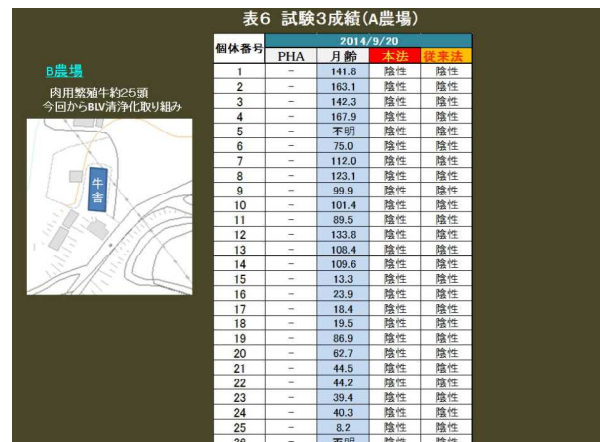 表6 試験3成績(A農場)
B農場
肉用繁殖牛約25頭
今回からBLV清浄化取り組み
牛舎
個体番号 2014/9/20
PHA 月齢 本法 従来法
1 − 141.8 陰性 陰性
2 − 163.1 陰性 陰性
3 − 142.3 陰性 陰性
4 − 167.9 陰性 陰性
5 − 不明 陰性 陰性
6 − 75.0 陰性 陰性
7 − 112.0 陰性 陰性
8 − 123.1 陰性 陰性
9 − 99.9 陰性 陰性
10 − 101.4 陰性 陰性
11 − 89.5 陰性 陰性
12 − 133.8 陰性 陰性
13 − 108.4 陰性 陰性
14 − 109.6 陰性 陰性
15 − 13.3 陰性 陰性
16 − 23.9 陰性 陰性
17 − 18.4 陰性 陰性
18 − 19.5 陰性 陰性
19 − 86.9 陰性 陰性
20 − 62.7 陰性 陰性
21 − 44.5 陰性 陰性
22 − 44.2 陰性 陰性
23 − 39.4 陰性 陰性
24 − 40.3 陰性 陰性
25 − 8.2 陰性 陰性
26 − 不明 陰性 陰性